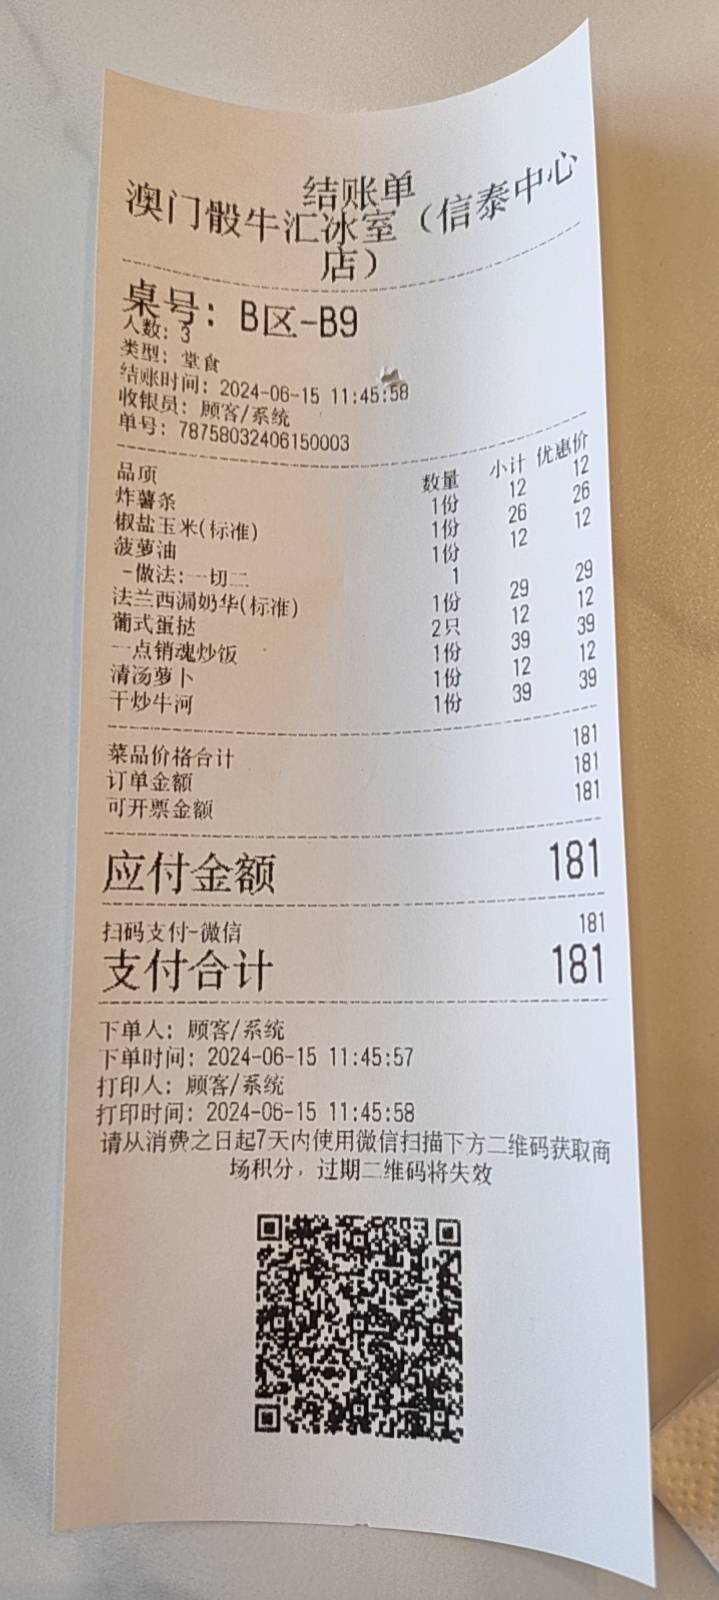 结账单
澳门骰牛汇冰室（信泰中心
店）
桌号：B区-B9
人数：3
类型：堂食
结账时间：2024-06-15 11:45:58
收银员：顾客/系统
单号：78758032406150003
品项 数量 小计 优惠价
炸薯条 1份 12 12
椒盐玉米(标准) 1份 26 26
菠萝油 1份 12 12
-做法:一切二 1
法兰西漏奶华(标准) 1份 29 29
葡式蛋挞 2只 12 12
一点销魂炒饭 1份 39 39
清汤萝卜 1份 12 12
干炒牛河 1份 39 39
菜品价格合计 181
订单金额 181
可开票金额 181
应付金额 181
扫码支付-微信 181
支付合计 181
下单人：顾客/系统
下单时间：2024-06-15 11:45:57
打印人：顾客/系统
打印时间：2024-06-15 11:45:58
请从消费之日起7天内使用微信扫描下方二维码获取商
场积分，过期二维码将失效